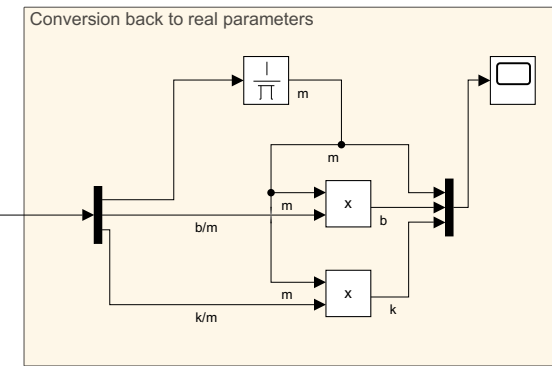 Conversion back to real parameters
1
∏
m
m
m
x
b
b/m
m
x
k
k/m